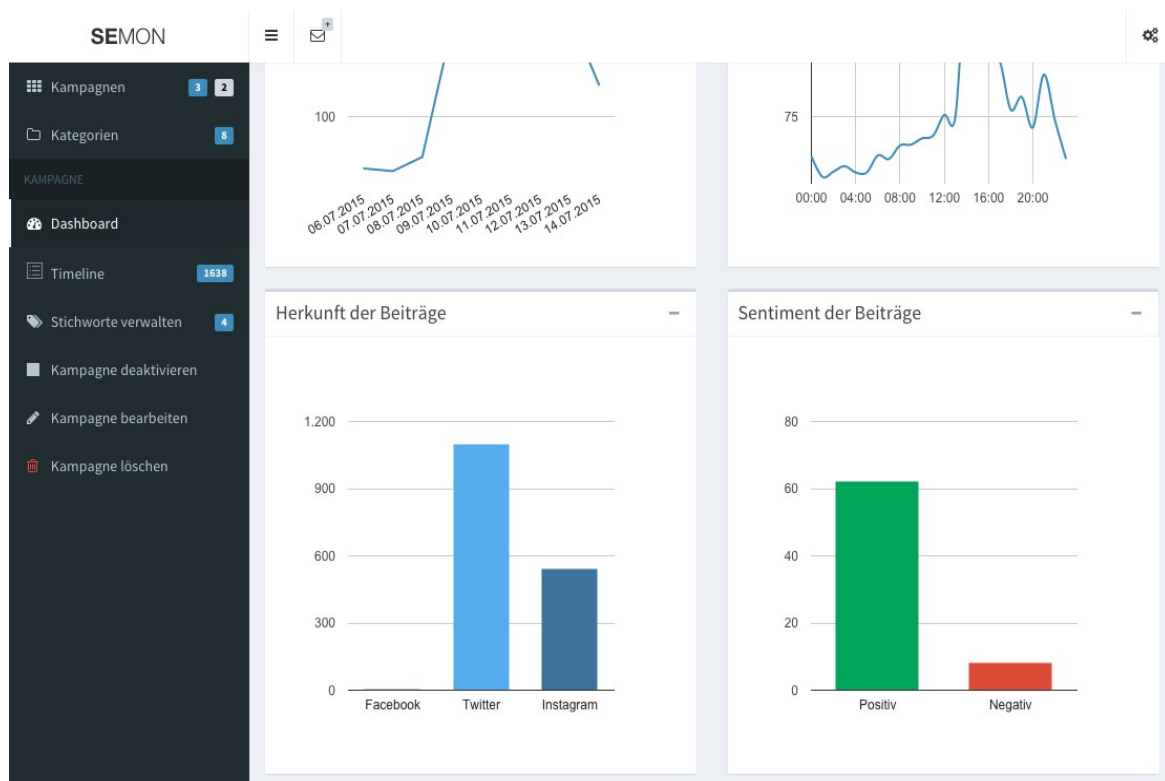 SEMON
+
Kampagnen 3 2
Kategorien 8
KAMPAGNE
Dashboard
Timeline 1638
Stichworte verwalten 4
Kampagne deaktivieren
Kampagne bearbeiten
Kampagne löschen
100
06.07.2015 07.07.2015 08.07.2015 09.07.2015 10.07.2015 11.07.2015 12.07.2015 13.07.2015 14.07.2015
75
00:00 04:00 08:00 12:00 16:00 20:00
Herkunft der Beiträge
1.200
900
600
300
0
Facebook Twitter Instagram
Sentiment der Beiträge
80
60
40
20
0
Positiv Negativ